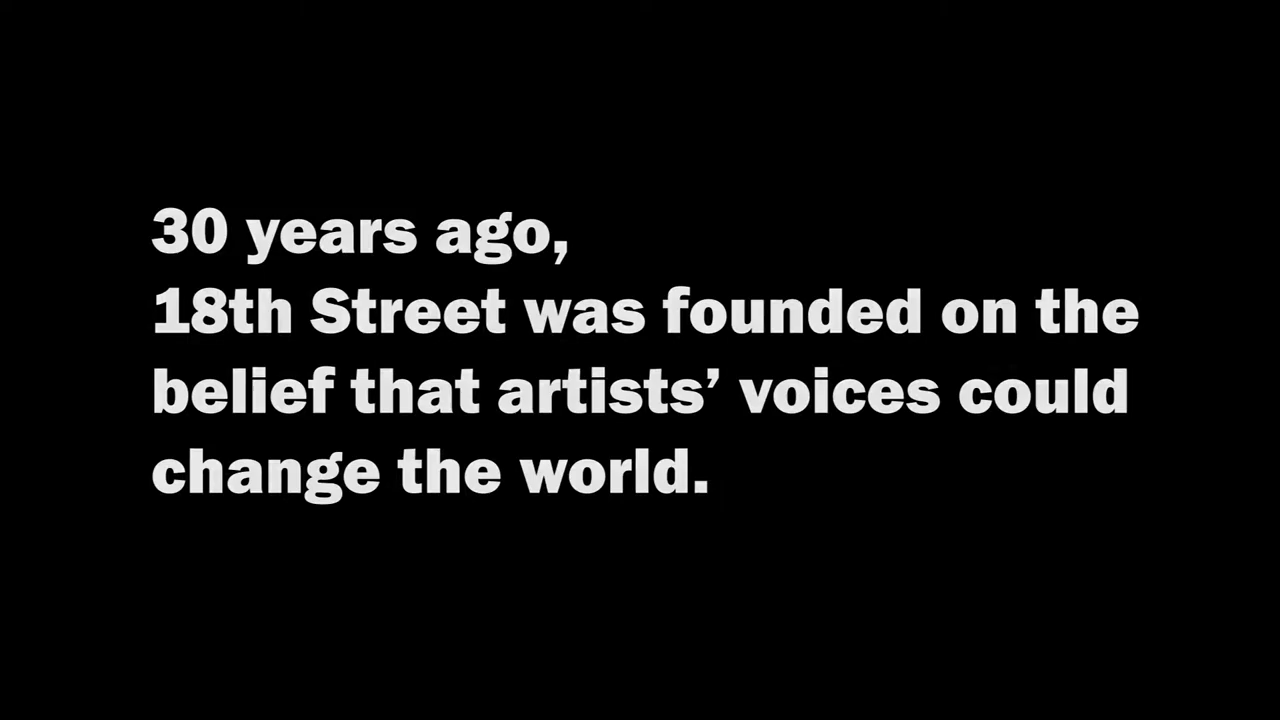 30 years ago,
18th Street was founded on the
belief that artists’ voices could
change the world.